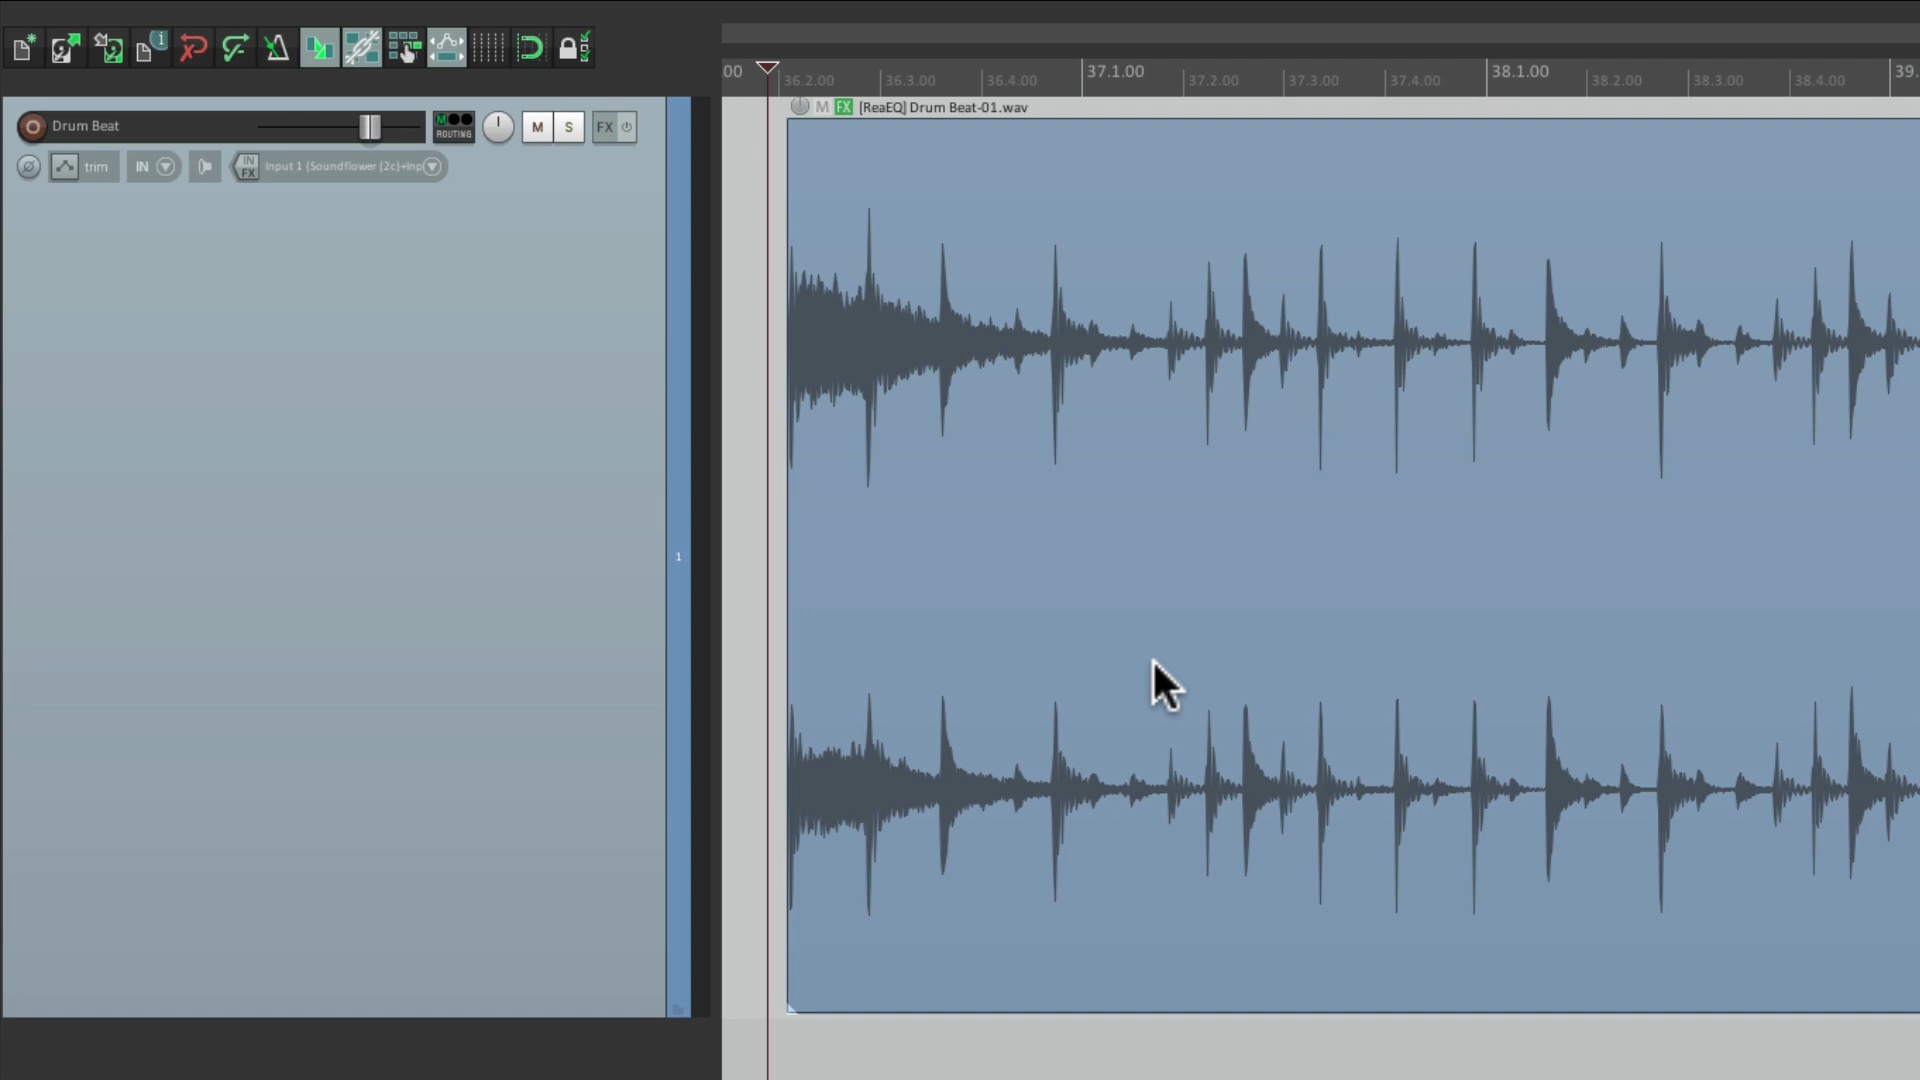 00
36.2.00
36.3.00
36.4.00
37.1.00
37.2.00
37.3.00
37.4.00
38.1.00
38.2.00
38.3.00
38.4.00
39.
M FX [ReaEQ] Drum Beat-01.wav
Drum Beat
M
ROUTING
M
S
FX
trim
IN
IN FX
Input 1 (Soundflower (2c)+Inp
1